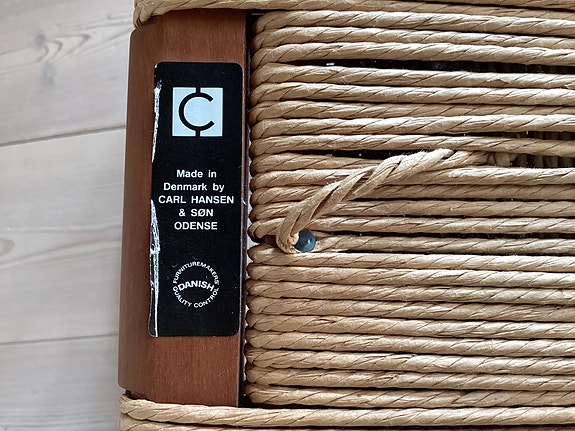 Made in
Denmark by
CARL HANSEN
& SØN
ODENSE
FURNITUREMAKERS'
DANISH
QUALITY CONTROL